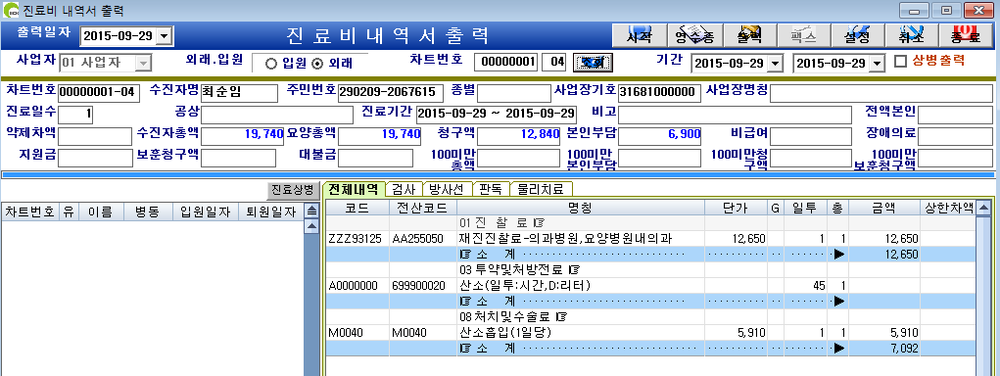 진료비 내역서 출력
출력일자 2015-09-29 진료비내역서출력 시작 영수증 출력 팩스 설정 취소 종료
사업자 01 사업자 외래.입원 입원 외래 차트번호 00000001 04 기간 2015-09-29 2015-09-29 상병출력
차트번호 00000001-04 수진자명 최순임 주민번호 290209-2067615 종별 사업장기호 31681000000 사업장명칭
진료일수 1 공상 진료기간 2015-09-29 ~ 2015-09-29 비고 전액본인
약제차액 수진자총액 19,740 요양총액 19,740 청구액 12,840 본인부담 6,900 비급여 장애의료
지원금 보훈청구액 대불금 100미만총액 100미만본인부담 100미만청구액 100미만보훈청구액
진료상병 전체내역 검사 방사선 판독 물리치료
차트번호 유 이름 병동 입원일자 퇴원일자 코드 전산코드 명칭 단가 G 일투 총 금액 상한차액
01 진 찰 료 ☞
ZZZ93125 AA255050 재진진찰료-의과병원,요양병원내의과 12,650 1 1 12,650
☞ 소 계 ▶ 12,650
03 투약및처방전료 ☞
A0000000 699900020 산소(일투:시간,D:리터) 45 1
☞ 소 계 ▶
08 처치및수술료 ☞
M0040 M0040 산소흡입(1일당) 5,910 1 1 5,910
☞ 소 계 ▶ 7,092